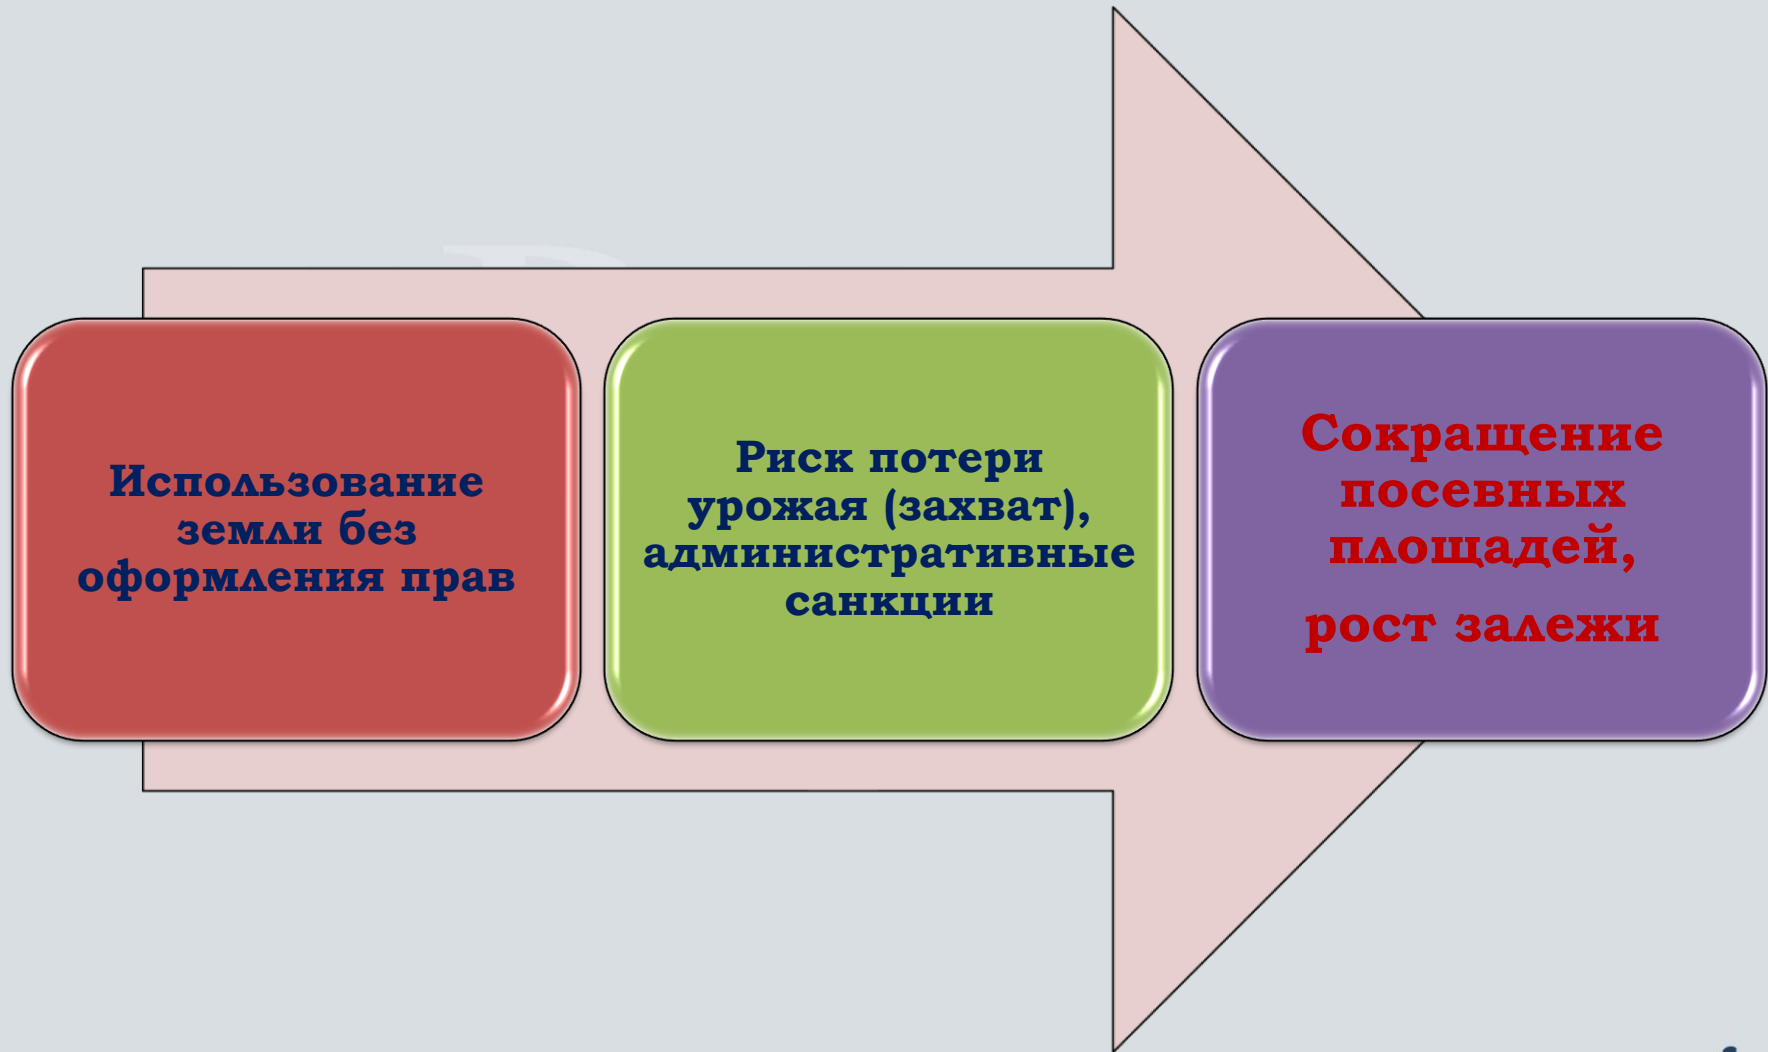 Использование
земли без
оформления прав
Риск потери
урожая (захват),
административные
санкции
Сокращение
посевных
площадей,
рост залежи